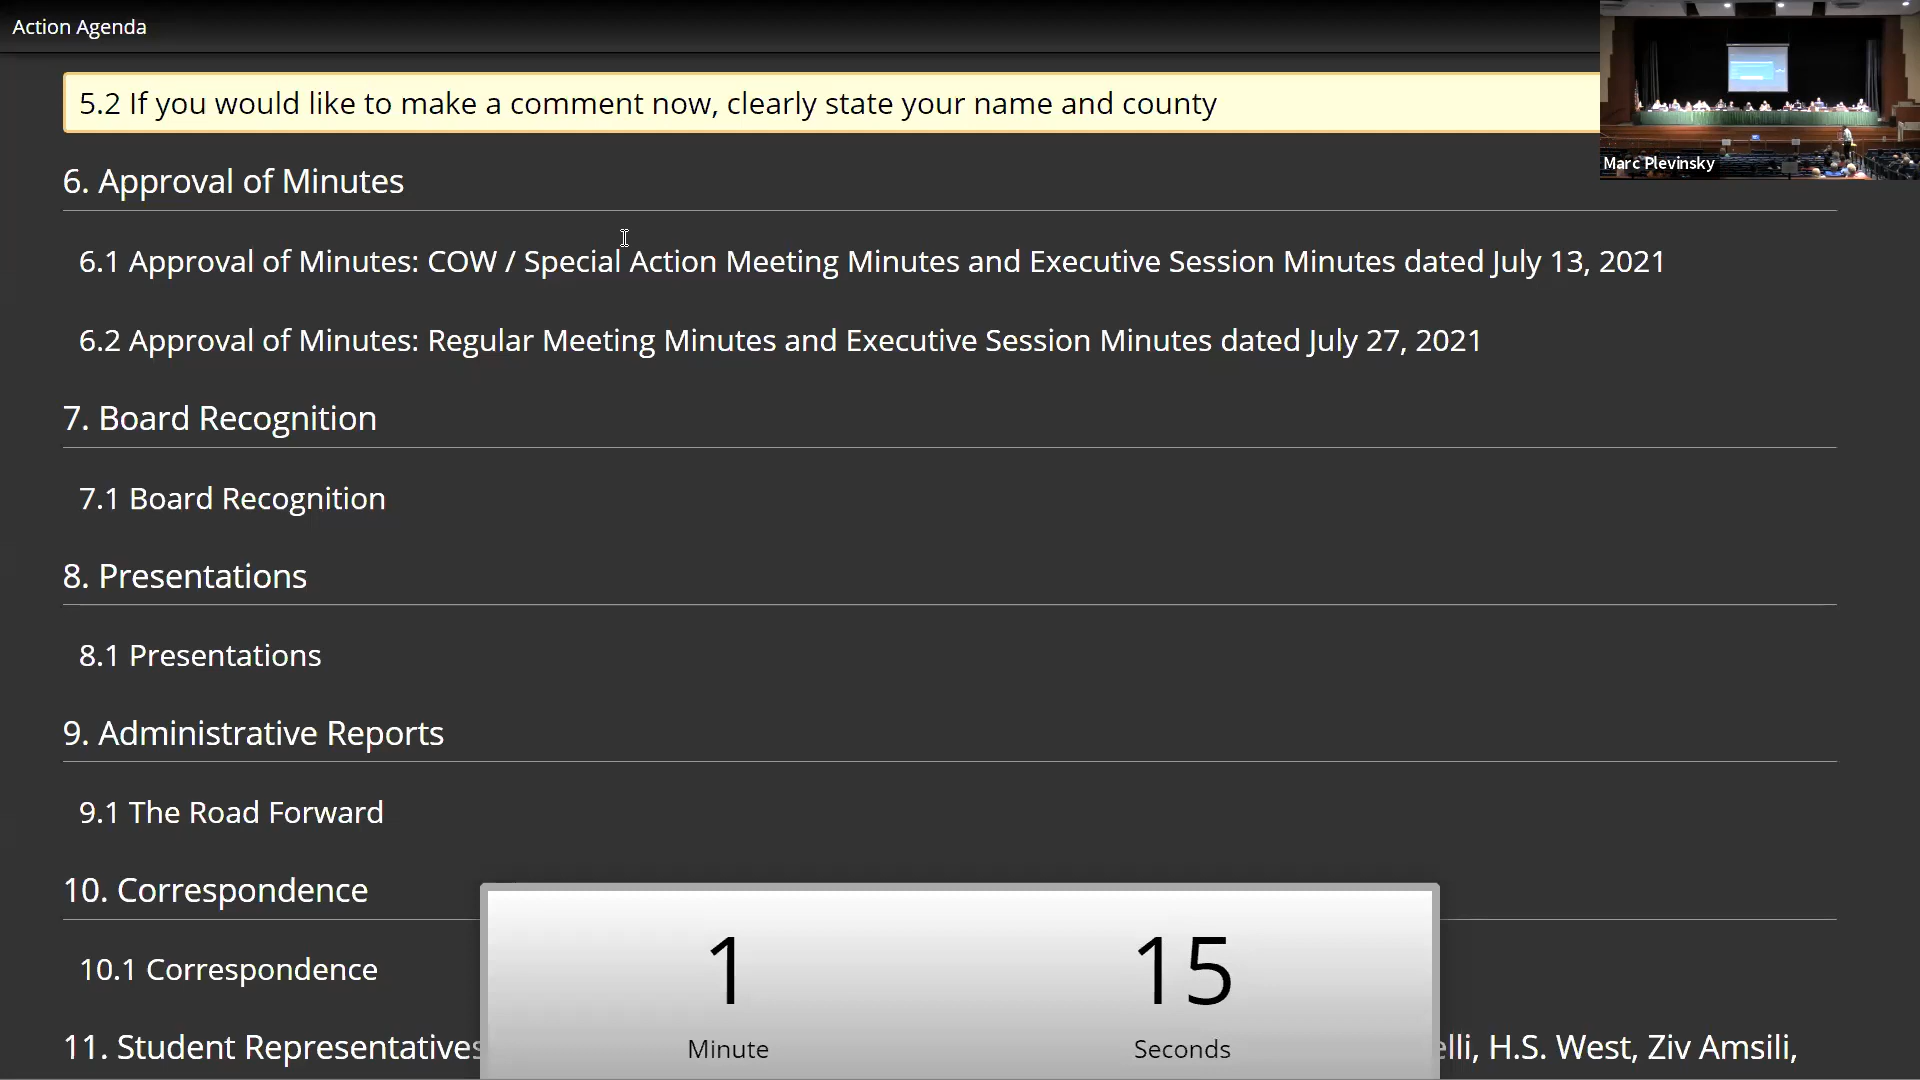 Action Agenda
5.2 If you would like to make a comment now, clearly state your name and county
Marc Plevinsky
6. Approval of Minutes
6.1 Approval of Minutes: COW / Special Action Meeting Minutes and Executive Session Minutes dated July 13, 2021
6.2 Approval of Minutes: Regular Meeting Minutes and Executive Session Minutes dated July 27, 2021
7. Board Recognition
7.1 Board Recognition
8. Presentations
8.1 Presentations
9. Administrative Reports
9.1 The Road Forward
10. Correspondence
10.1 Correspondence
1 15
Minute Seconds
11. Student Representatives lli, H.S. West, Ziv Amsili,